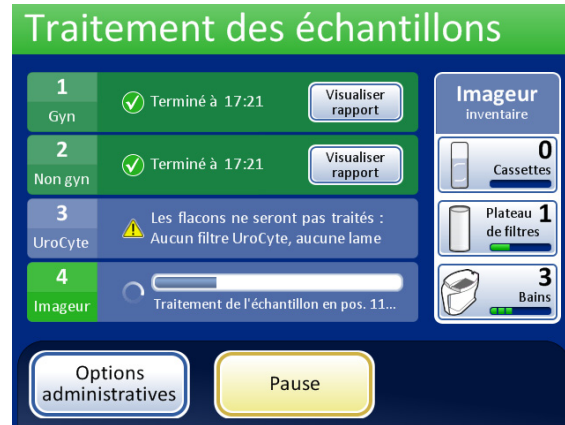 Traitement des échantillons
1
Gyn
Terminé à 17:21
Visualiser
rapport
2
Non gyn
Terminé à 17:21
Visualiser
rapport
3
UroCyte
Les flacons ne seront pas traités :
Aucun filtre UroCyte, aucune lame
4
Imageur
Traitement de l'échantillon en pos. 11...
Imageur
inventaire
0
Cassettes
Plateau 1
de filtres
3
Bains
Options
administratives
Pause